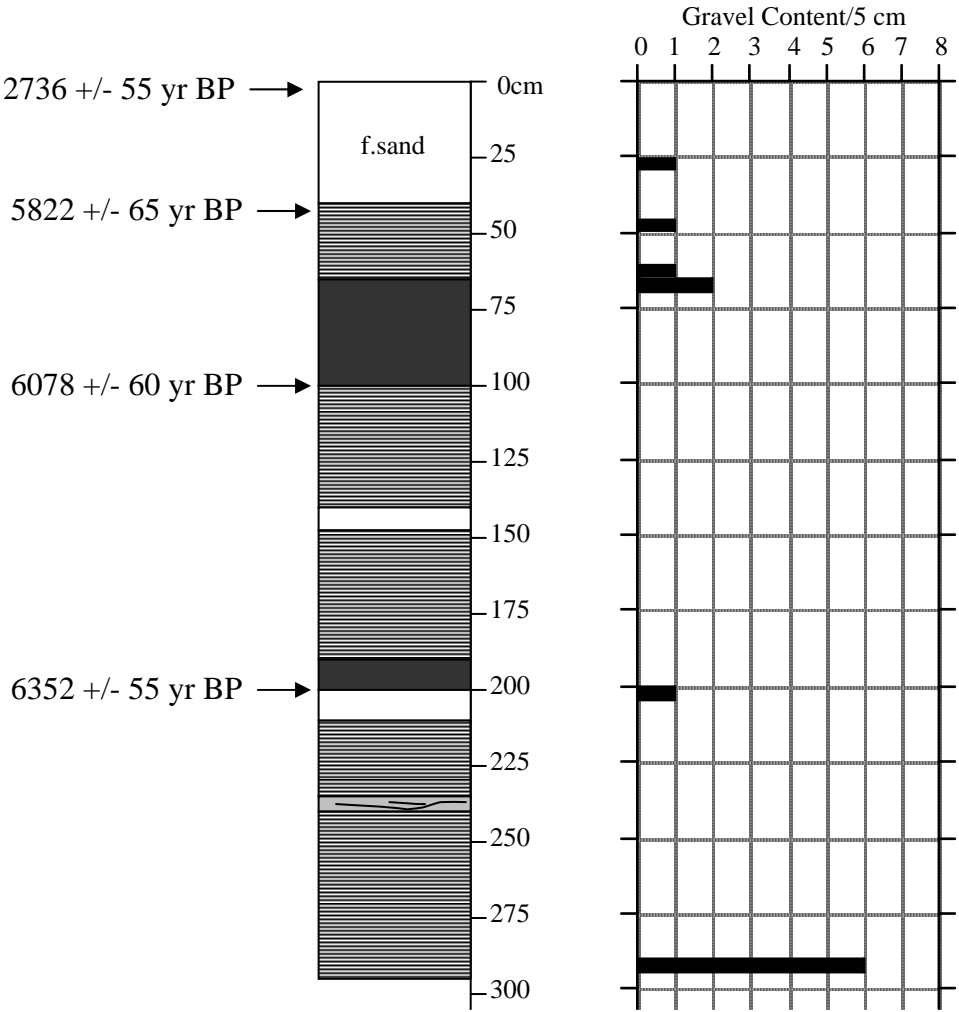 Gravel Content/5 cm
0 1 2 3 4 5 6 7 8
2736 +/- 55 yr BP
0cm
f.sand
25
5822 +/- 65 yr BP
50
75
6078 +/- 60 yr BP
100
125
150
175
6352 +/- 55 yr BP
200
225
250
275
300